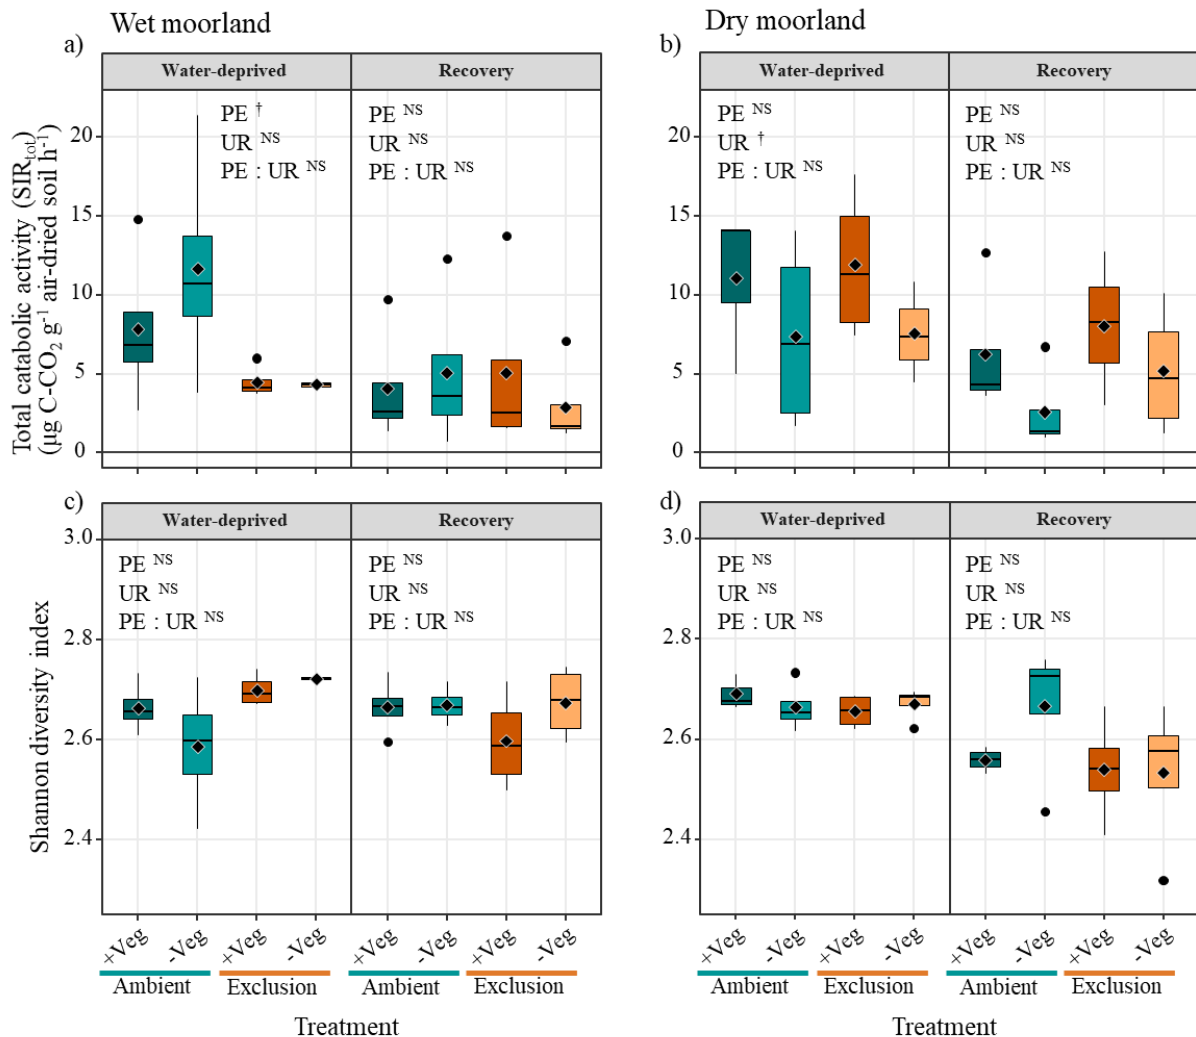 Wet moorland
Dry moorland
a)
Water-deprived
Recovery
b)
Water-deprived
Recovery
Total catabolic activity (SIRtot)
(µg C-CO2 g-1 air-dried soil h-1)
20
15
10
5
0
PE †
UR NS
PE : UR NS
PE NS
UR NS
PE : UR NS
20
15
10
5
0
PE NS
UR †
PE : UR NS
PE NS
UR NS
PE : UR NS
c)
Water-deprived
Recovery
d)
Water-deprived
Recovery
Shannon diversity index
3.0
2.8
2.6
2.4
PE NS
UR NS
PE : UR NS
PE NS
UR NS
PE : UR NS
3.0
2.8
2.6
2.4
PE NS
UR NS
PE : UR NS
PE NS
UR NS
PE : UR NS
+Veg -Veg +Veg -Veg +Veg -Veg +Veg -Veg
Ambient Exclusion Ambient Exclusion
Treatment
+Veg -Veg +Veg -Veg +Veg -Veg +Veg -Veg
Ambient Exclusion Ambient Exclusion
Treatment